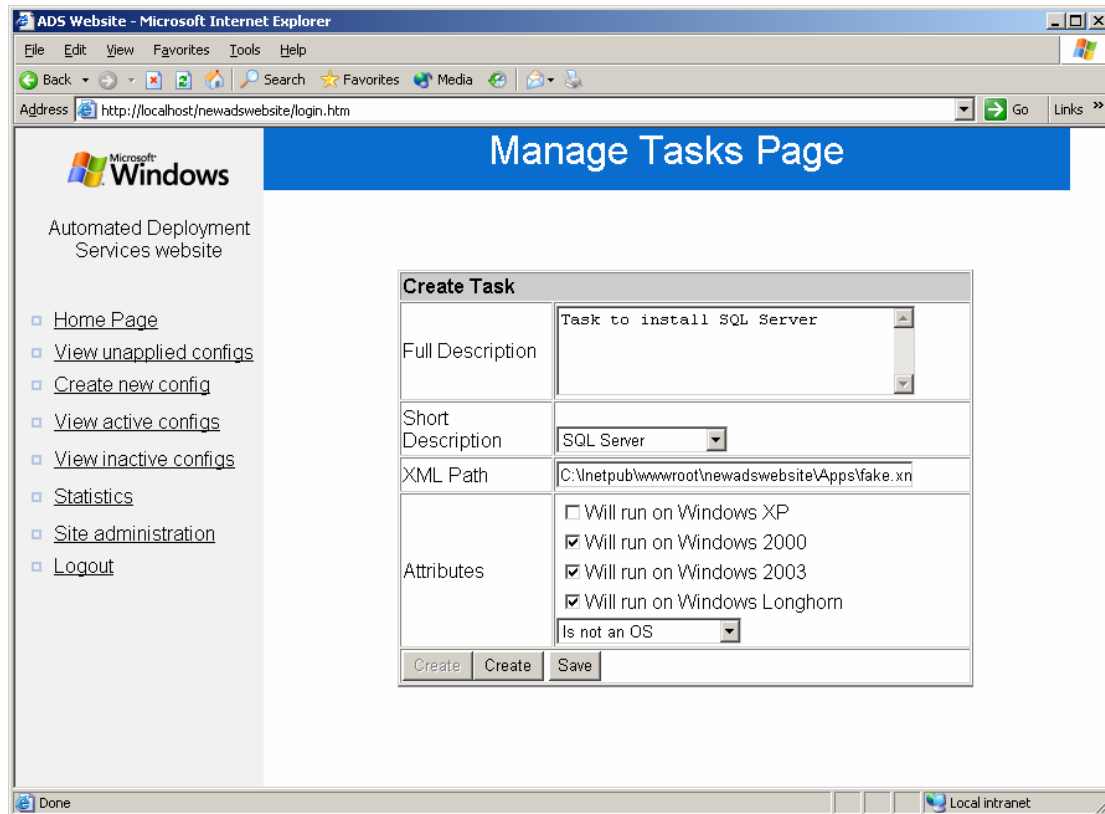 ADS Website - Microsoft Internet Explorer
File Edit View Favorites Tools Help
Back Search Favorites Media
Address http://localhost/newadswebsite/login.htm Go Links »
Microsoft
Windows
Automated Deployment
Services website
Home Page
View unapplied configs
Create new config
View active configs
View inactive configs
Statistics
Site administration
Logout
Manage Tasks Page
Create Task
Full Description
Task to install SQL Server
Short
Description
SQL Server
XML Path
C:\Inetpub\wwwroot\newadswebsite\Apps\fake.xn
Attributes
Will run on Windows XP
Will run on Windows 2000
Will run on Windows 2003
Will run on Windows Longhorn
Is not an OS
Create Create Save
Done Local intranet